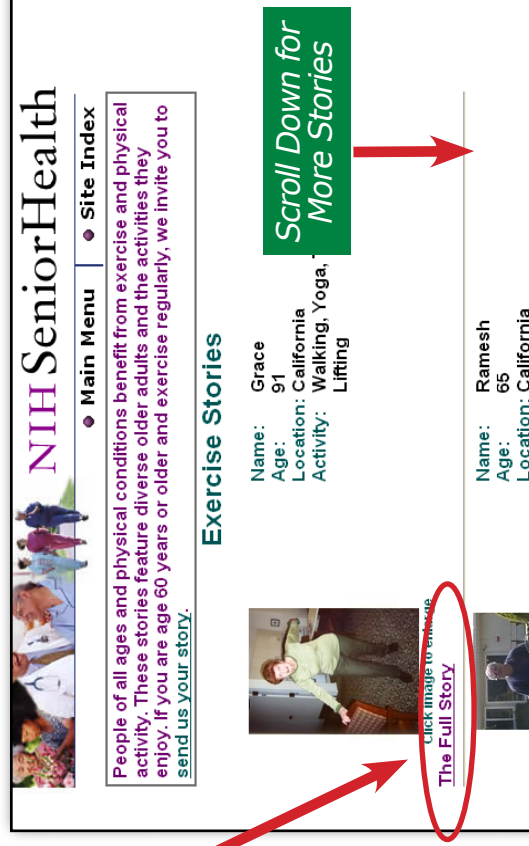 NIH SeniorHealth
Main Menu
Site Index
People of all ages and physical conditions benefit from exercise and physical
activity. These stories feature diverse older adults and the activities they
enjoy. If you are age 60 years or older and exercise regularly, we invite you to
send us your story.
Exercise Stories
Name: Grace
Age: 91
Location: California
Activity: Walking, Yoga,
Lifting
Scroll Down for
More Stories
Click image to enlarge
The Full Story
Name: Ramesh
Age: 65
Location: California